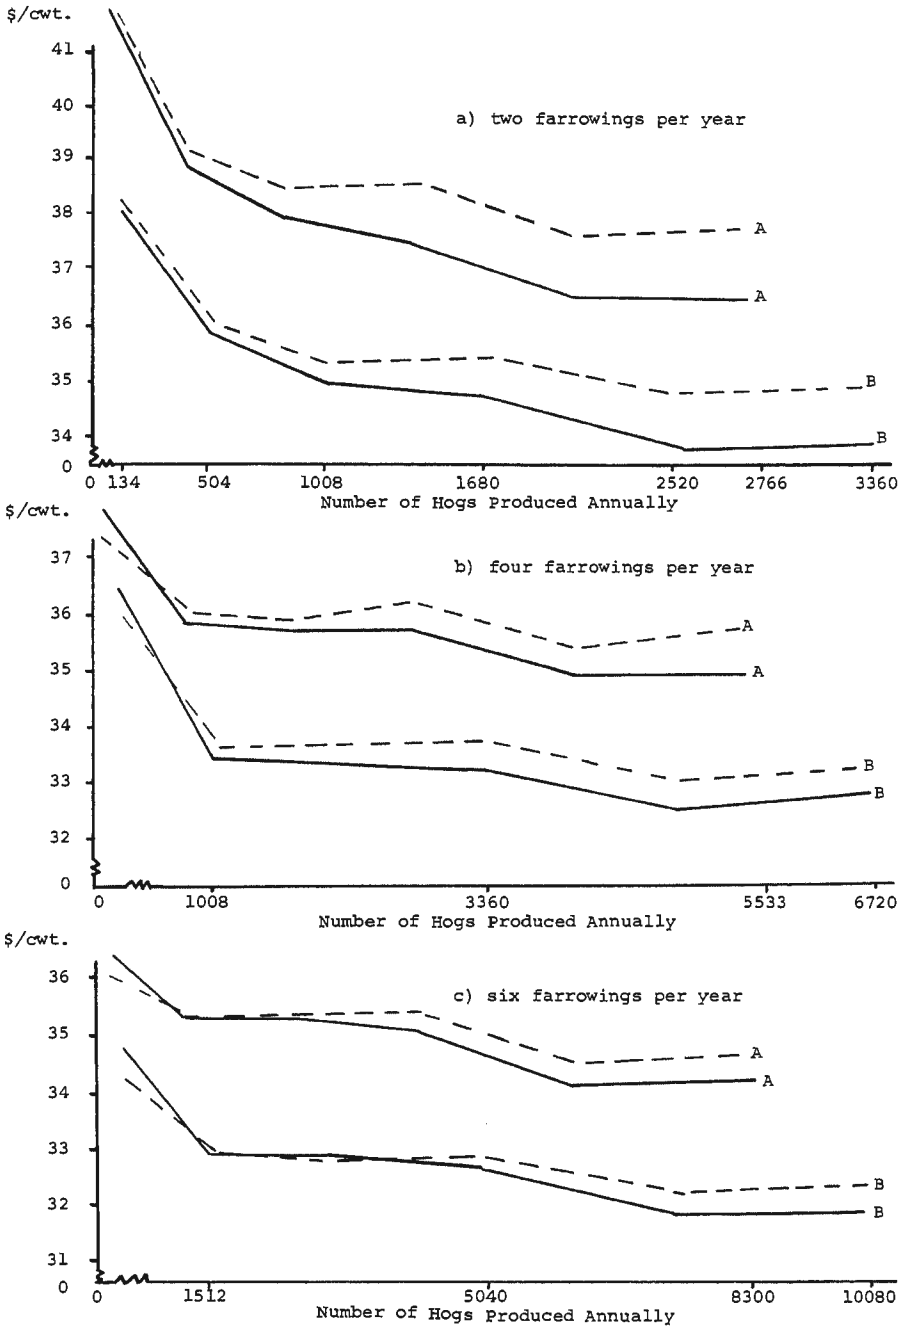 $/cwt.
41
40
a) two farrowings per year
39
38
A
37
A
36
35
B
34
B
0
0 134 504 1008 1680 2520 2766 3360
Number of Hogs Produced Annually
$/cwt.
37
b) four farrowings per year
36
A
35
A
34
33
B
B
32
0
0 1008 3360 5533 6720
Number of Hogs Produced Annually
$/cwt.
36
c) six farrowings per year
35
A
A
34
33
B
32
B
31
0
0 1512 5040 8300 10080
Number of Hogs Produced Annually